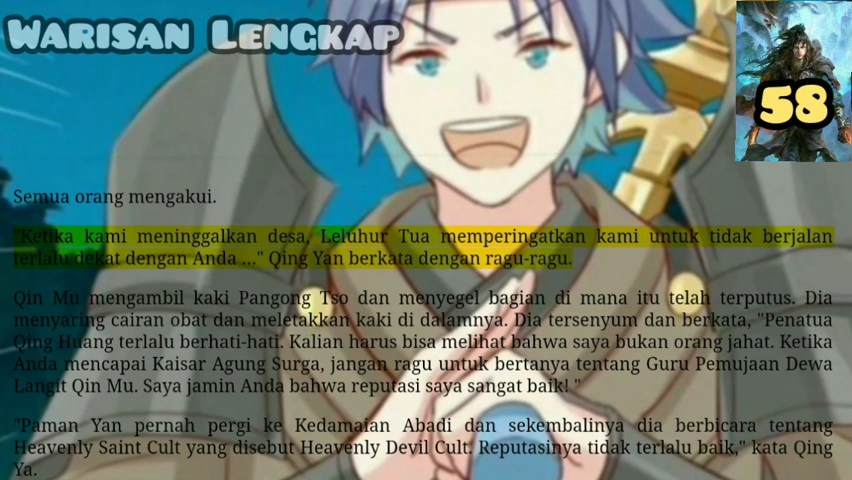 Warisan Lengkap
58
Semua orang mengakui.
"Ketika kami meninggalkan desa, Leluhur Tua memperingatkan kami untuk tidak berjalan
terlalu dekat dengan Anda ..." Qing Yan berkata dengan ragu-ragu.
Qin Mu mengambil kaki Pangong Tso dan menyegel bagian di mana itu telah terputus. Dia
menyaring cairan obat dan meletakkan kaki di dalamnya. Dia tersenyum dan berkata, "Penatua
Qing Huang terlalu berhati-hati. Kalian harus bisa melihat bahwa saya bukan orang jahat. Ketika
Anda mencapai Kaisar Agung Surga, jangan ragu untuk bertanya tentang Guru Pemujaan Dewa
Langit Qin Mu. Saya jamin Anda bahwa reputasi saya sangat baik! "
"Paman Yan pernah pergi ke Kedamaian Abadi dan sekembalinya dia berbicara tentang
Heavenly Saint Cult yang disebut Heavenly Devil Cult. Reputasinya tidak terlalu baik," kata Qing
Ya.